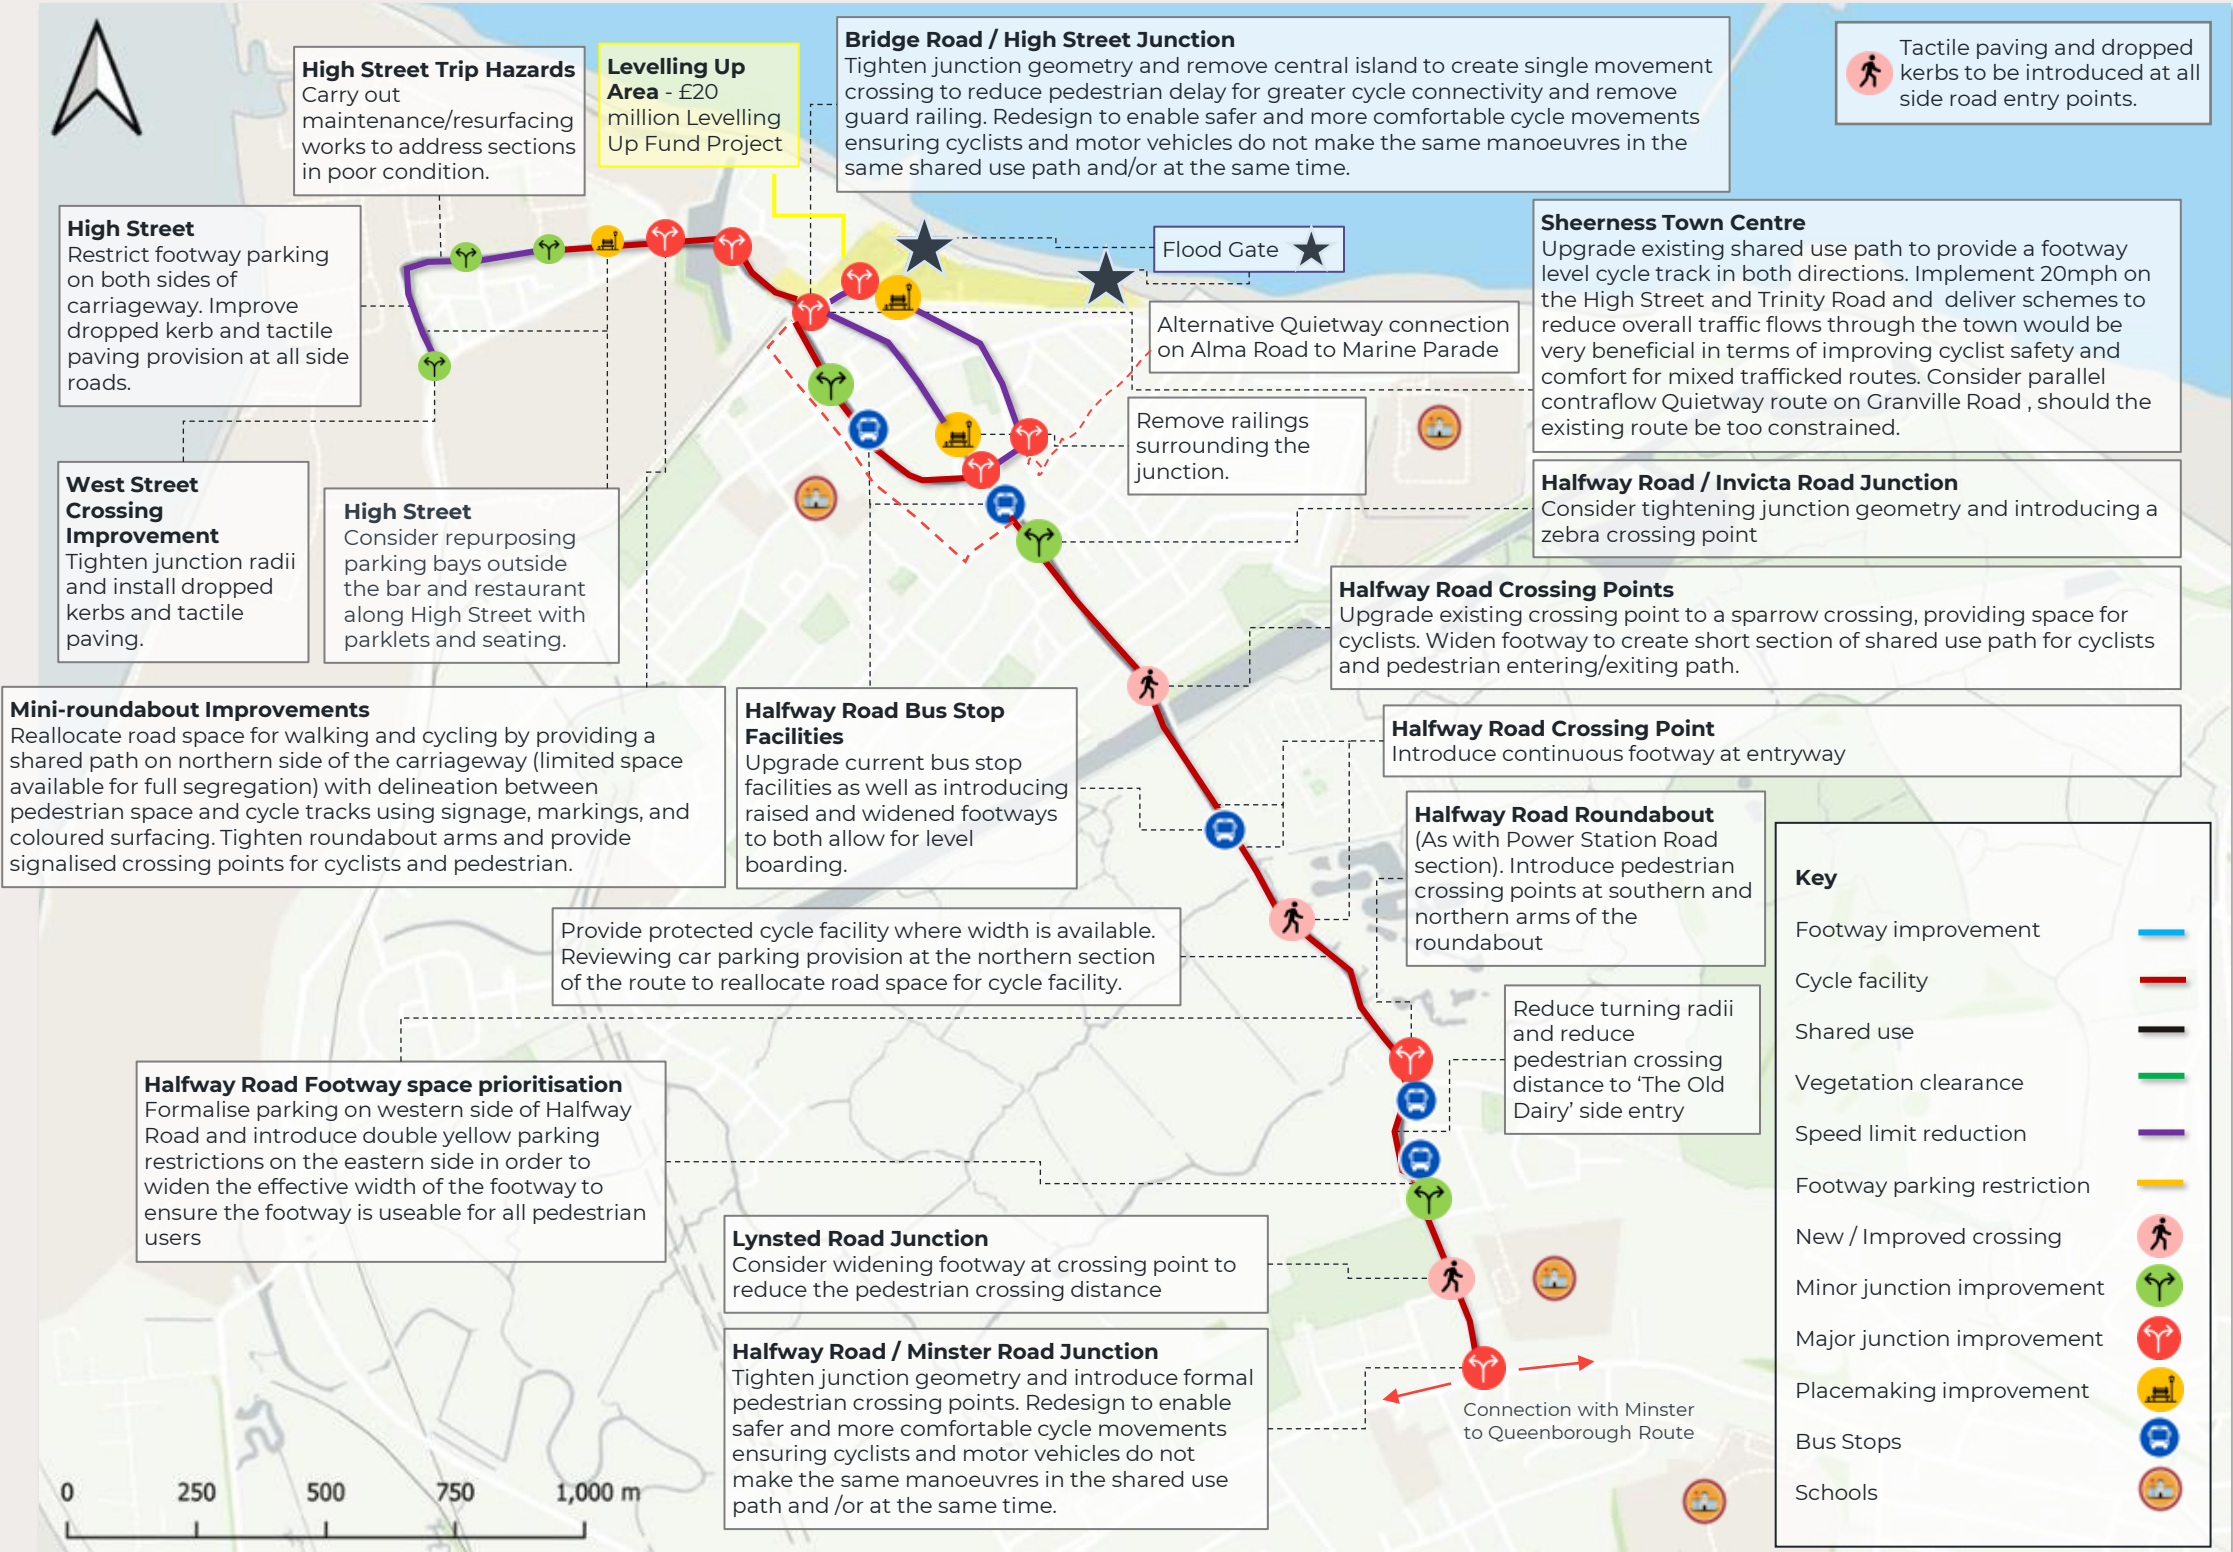 High Street Trip Hazards
Carry out
maintenance/resurfacing
works to address sections
in poor condition.
Levelling Up
Area - £20
million Levelling
Up Fund Project
Bridge Road / High Street Junction
Tighten junction geometry and remove central island to create single movement
crossing to reduce pedestrian delay for greater cycle connectivity and remove
guard railing. Redesign to enable safer and more comfortable cycle movements
ensuring cyclists and motor vehicles do not make the same manoeuvres in the
same shared use path and/or at the same time.
Tactile paving and dropped
kerbs to be introduced at all
side road entry points.
High Street
Restrict footway parking
on both sides of
carriageway. Improve
dropped kerb and tactile
paving provision at all side
roads.
Flood Gate
Sheerness Town Centre
Upgrade existing shared use path to provide a footway
level cycle track in both directions. Implement 20mph on
the High Street and Trinity Road and  deliver schemes to
reduce overall traffic flows through the town would be
very beneficial in terms of improving cyclist safety and
comfort for mixed trafficked routes. Consider parallel
contraflow Quietway route on Granville Road , should the
existing route be too constrained.
Alternative Quietway connection
on Alma Road to Marine Parade
Remove railings
surrounding the
junction.
West Street
Crossing
Improvement
Tighten junction radii
and install dropped
kerbs and tactile
paving.
High Street
Consider repurposing
parking bays outside
the bar and restaurant
along High Street with
parklets and seating.
Halfway Road / Invicta Road Junction
Consider tightening junction geometry and introducing a
zebra crossing point
Halfway Road Crossing Points
Upgrade existing crossing point to a sparrow crossing, providing space for
cyclists. Widen footway to create short section of shared use path for cyclists
and pedestrian entering/exiting path.
Mini-roundabout Improvements
Reallocate road space for walking and cycling by providing a
shared path on northern side of the carriageway (limited space
available for full segregation) with delineation between
pedestrian space and cycle tracks using signage, markings, and
coloured surfacing. Tighten roundabout arms and provide
signalised crossing points for cyclists and pedestrian.
Halfway Road Bus Stop
Facilities
Upgrade current bus stop
facilities as well as introducing
raised and widened footways
to both allow for level
boarding.
Halfway Road Crossing Point
Introduce continuous footway at entryway
Halfway Road Roundabout
(As with Power Station Road
section). Introduce pedestrian
crossing points at southern and
northern arms of the
roundabout
Provide protected cycle facility where width is available.
Reviewing car parking provision at the northern section
of the route to reallocate road space for cycle facility.
Reduce turning radii
and reduce
pedestrian crossing
distance to ‘The Old
Dairy’ side entry
Halfway Road Footway space prioritisation
Formalise parking on western side of Halfway
Road and introduce double yellow parking
restrictions on the eastern side in order to
widen the effective width of the footway to
ensure the footway is useable for all pedestrian
users
Lynsted Road Junction
Consider widening footway at crossing point to
reduce the pedestrian crossing distance
Halfway Road / Minster Road Junction
Tighten junction geometry and introduce formal
pedestrian crossing points. Redesign to enable
safer and more comfortable cycle movements
ensuring cyclists and motor vehicles do not
make the same manoeuvres in the shared use
path and /or at the same time.
Connection with Minster
to Queenborough Route
Key
Footway improvement
Cycle facility
Shared use
Vegetation clearance
Speed limit reduction
Footway parking restriction
New / Improved crossing
Minor junction improvement
Major junction improvement
Placemaking improvement
Bus Stops
Schools
0 250 500 750 1,000 m